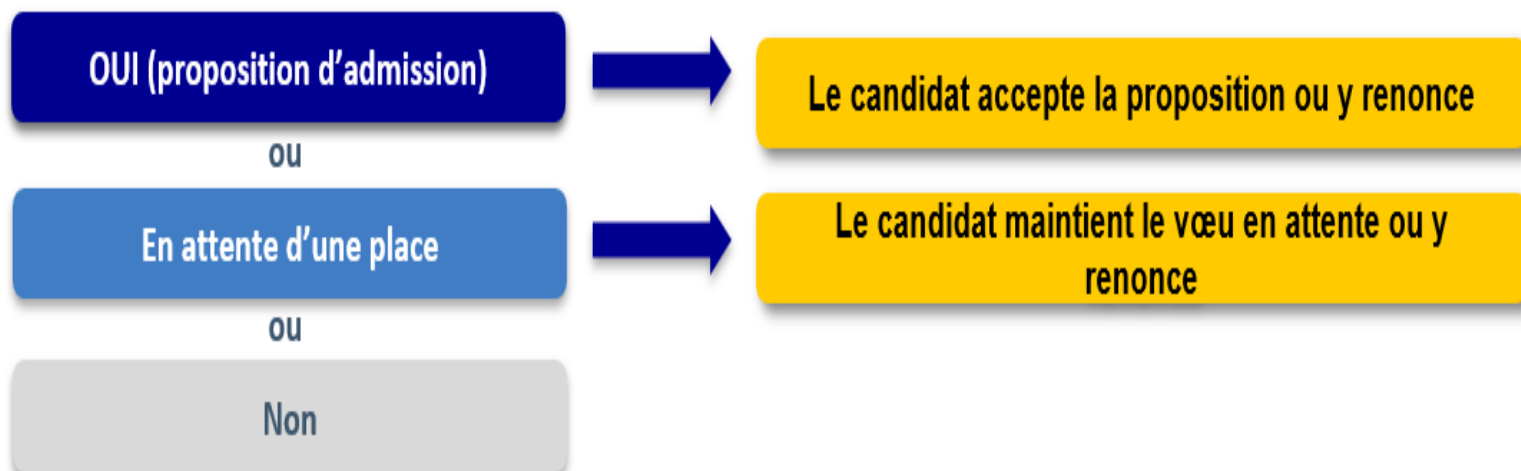 OUI (proposition d’admission)
Le candidat accepte la proposition ou y renonce
ou
En attente d’une place
Le candidat maintient le vœu en attente ou y
renonce
ou
Non